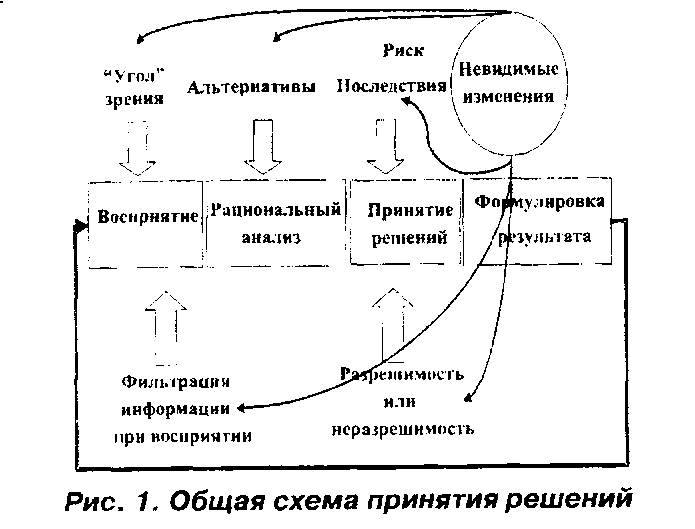 Риск
"Угол"
зрения
Альтернативы
Последствия
Невидимые
изменения
Восприятие
Рациональный
анализ
Принятие
решений
Формулировка
результата
Фильтрация
информации
при восприятии
Разрешимость
или
неразрешимость
Рис. 1. Общая схема принятия решений